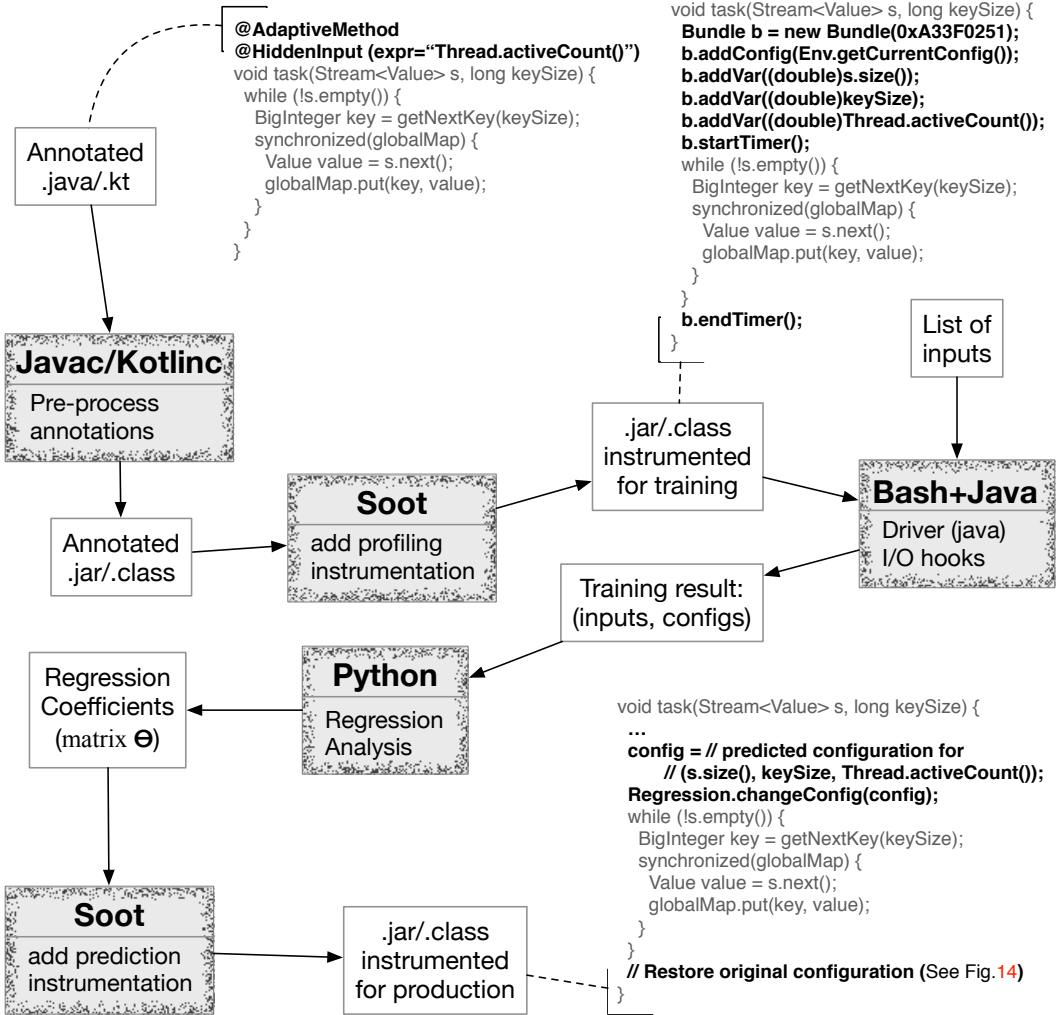 @AdaptiveMethod
@HiddenInput (expr=“Thread.activeCount()”)
void task(Stream<Value> s, long keySize) {
while (!s.empty()) {
BigInteger key = getNextKey(keySize);
synchronized(globalMap) {
Value value = s.next();
globalMap.put(key, value);
}
}
}
void task(Stream<Value> s, long keySize) {
Bundle b = new Bundle(0xA33F0251);
b.addConfig(Env.getCurrentConfig());
b.addVar((double)s.size());
b.addVar((double)keySize);
b.addVar((double)Thread.activeCount());
b.startTimer();
while (!s.empty()) {
BigInteger key = getNextKey(keySize);
synchronized(globalMap) {
Value value = s.next();
globalMap.put(key, value);
}
}
b.endTimer();
}
Annotated
.java/.kt
Javac/Kotlinc
Pre-process
annotations
Annotated
.jar/.class
Soot
add profiling
instrumentation
.jar/.class
instrumented
for training
List of
inputs
Bash+Java
Driver (java)
I/O hooks
Training result:
(inputs, configs)
Python
Regression
Analysis
Regression
Coefficients
(matrix Θ)
Soot
add prediction
instrumentation
.jar/.class
instrumented
for production
void task(Stream<Value> s, long keySize) {
...
config = // predicted configuration for
// (s.size(), keySize, Thread.activeCount());
Regression.changeConfig(config);
while (!s.empty()) {
BigInteger key = getNextKey(keySize);
synchronized(globalMap) {
Value value = s.next();
globalMap.put(key, value);
}
}
// Restore original configuration (See Fig.14)
}